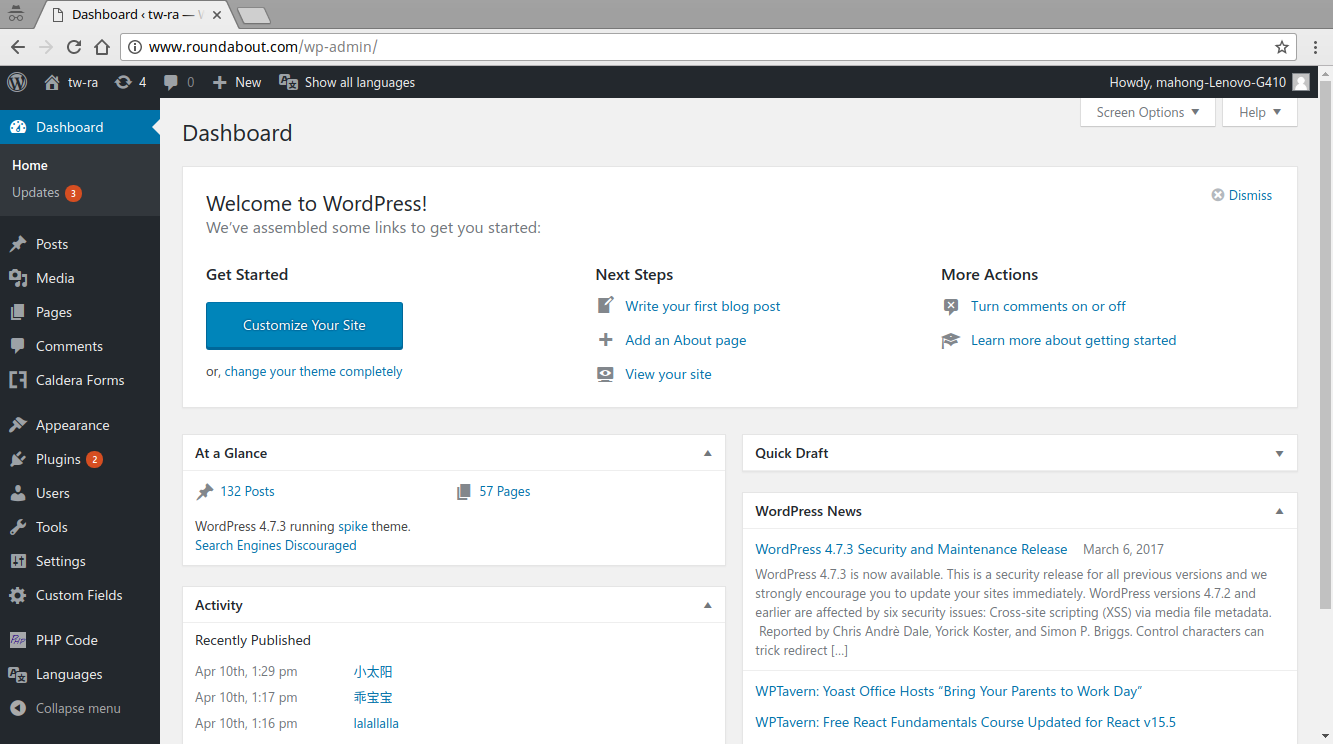 Dashboard ‹ tw-ra — W
www.roundabout.com/wp-admin/
tw-ra 4 0 New Show all languages Howdy, mahong-Lenovo-G410
Dashboard
Home
Updates 3
Posts
Media
Pages
Comments
Caldera Forms
Appearance
Plugins 2
Users
Tools
Settings
Custom Fields
PHP Code
Languages
Collapse menu
Screen Options Help
Dashboard
Welcome to WordPress!
We've assembled some links to get you started:
Dismiss
Get Started
Customize Your Site
or, change your theme completely
Next Steps
Write your first blog post
Add an About page
View your site
More Actions
Turn comments on or off
Learn more about getting started
At a Glance
132 Posts 57 Pages
WordPress 4.7.3 running spike theme.
Search Engines Discouraged
Activity
Recently Published
Apr 10th, 1:29 pm 小太阳
Apr 10th, 1:17 pm 乖宝宝
Apr 10th, 1:16 pm lalallalla
Quick Draft
WordPress News
WordPress 4.7.3 Security and Maintenance Release March 6, 2017
WordPress 4.7.3 is now available. This is a security release for all previous versions and we
strongly encourage you to update your sites immediately. WordPress versions 4.7.2 and
earlier are affected by six security issues: Cross-site scripting (XSS) via media file metadata.
Reported by Chris Andrè Dale, Yorick Koster, and Simon P. Briggs. Control characters can
trick redirect […]
WPTavern: Yoast Office Hosts “Bring Your Parents to Work Day”
WPTavern: Free React Fundamentals Course Updated for React v15.5